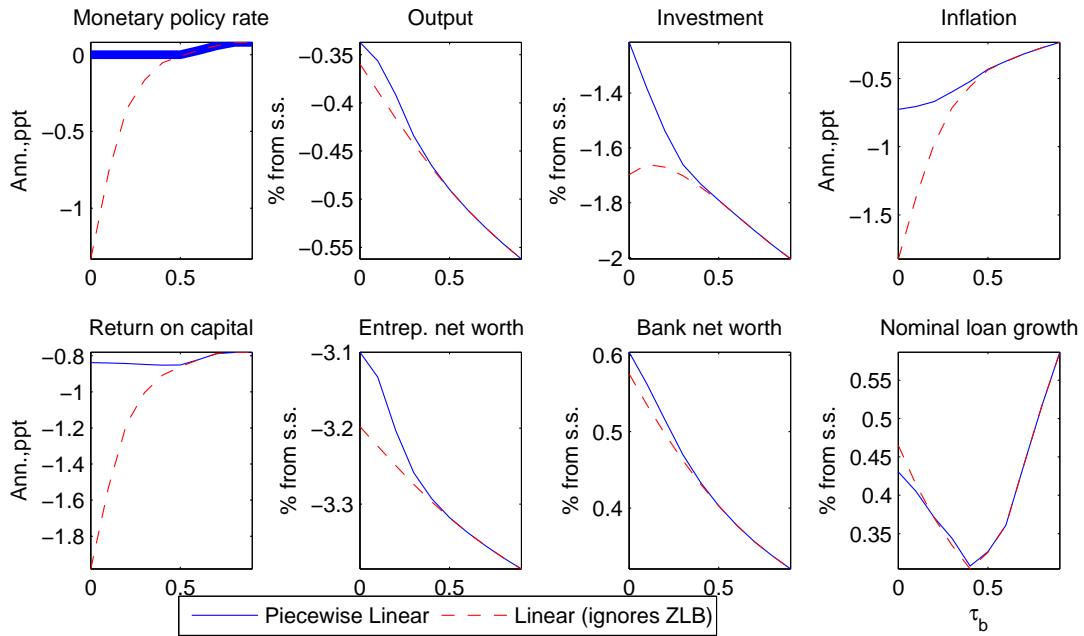 Monetary policy rate
Output
Investment
Inflation
Ann.,ppt
0
−0.5
−1
0
0.5
% from s.s.
−0.35
−0.4
−0.45
−0.5
−0.55
0
0.5
% from s.s.
−1.4
−1.6
−1.8
−2
0
0.5
Ann.,ppt
−0.5
−1
−1.5
0
0.5
Return on capital
Entrep. net worth
Bank net worth
Nominal loan growth
Ann.,ppt
−0.8
−1
−1.2
−1.4
−1.6
−1.8
0
0.5
% from s.s.
−3.1
−3.2
−3.3
0
0.5
% from s.s.
0.6
0.5
0.4
0
0.5
% from s.s.
0.55
0.5
0.45
0.4
0.35
0
0.5
τ_b
Piecewise Linear
Linear (ignores ZLB)